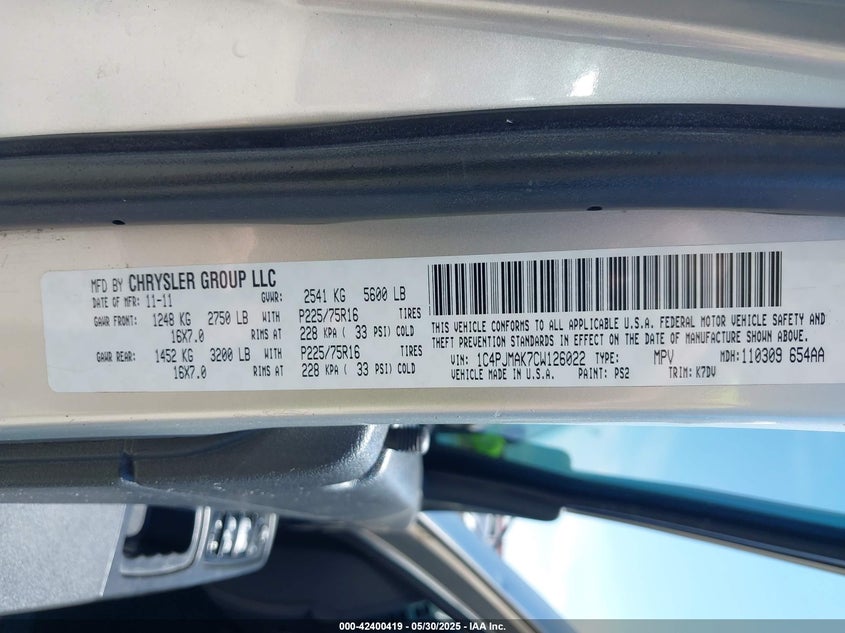 MFD BY CHRYSLER GROUP LLC
DATE OF MFR: 11-11 GVWR: 2541 KG 5600 LB
GAWR FRONT: 1248 KG 2750 LB WITH P225/75R16 TIRES
16X7.0 RIMS AT 228 KPA ( 33 PSI) COLD
GAWR REAR: 1452 KG 3200 LB WITH P225/75R16 TIRES
16X7.0 RIMS AT 228 KPA ( 33 PSI) COLD
THIS VEHICLE CONFORMS TO ALL APPLICABLE U.S.A. FEDERAL MOTOR VEHICLE SAFETY AND
THEFT PREVENTION STANDARDS IN EFFECT ON THE DATE OF MANUFACTURE SHOWN ABOVE.
VIN: 1C4PJMAK7CW126022 TYPE: MPV MDH: 110309 654AA
VEHICLE MADE IN U.S.A. PAINT: PS2 TRIM: K7DV
000-42400419 - 05/30/2025 - IAA Inc.